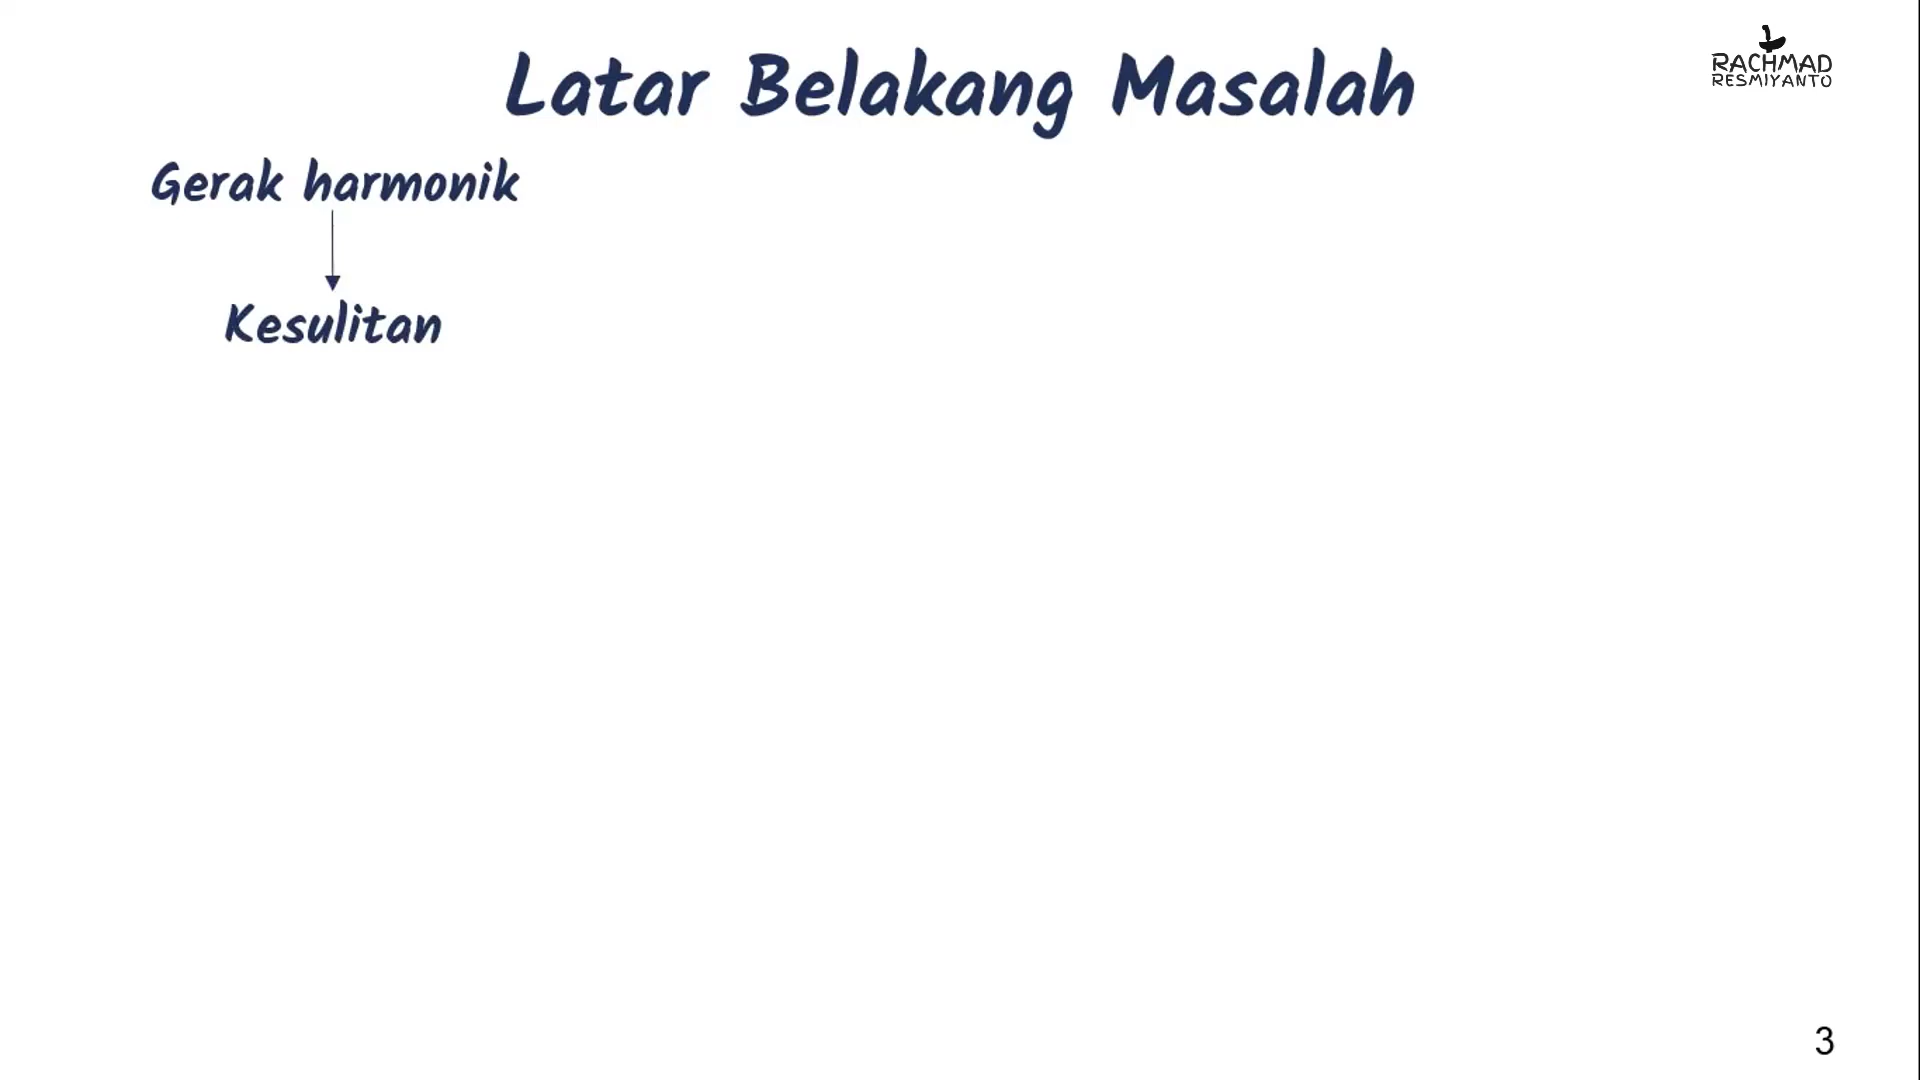 Latar Belakang Masalah
RACHMAD
RESMIYANTO
Gerak harmonik
Kesulitan
3